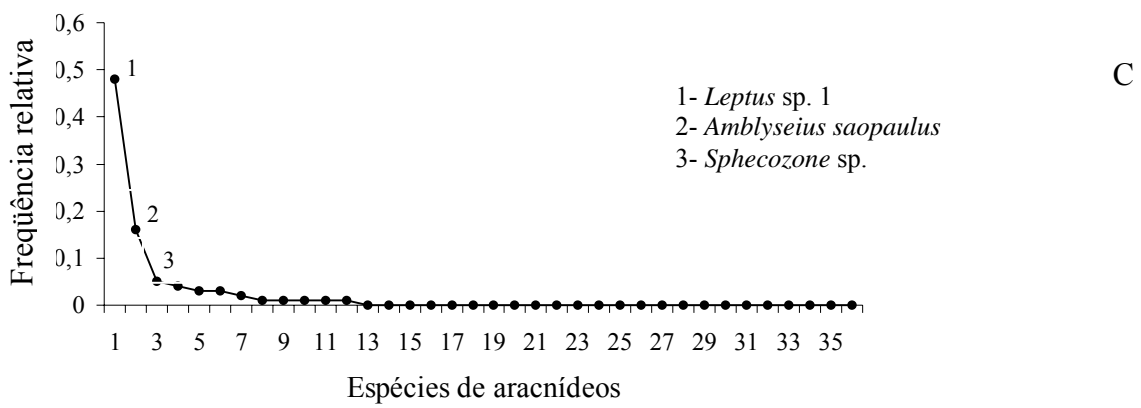 0,6
0,5
0,4
0,3
0,2
0,1
0
Freqüência relativa
1
2
3
C
1- Leptus sp. 1
2- Amblyseius saopaulus
3- Sphecozone sp.
1 3 5 7 9 11 13 15 17 19 21 23 25 27 29 31 33 35
Espécies de aracnídeos